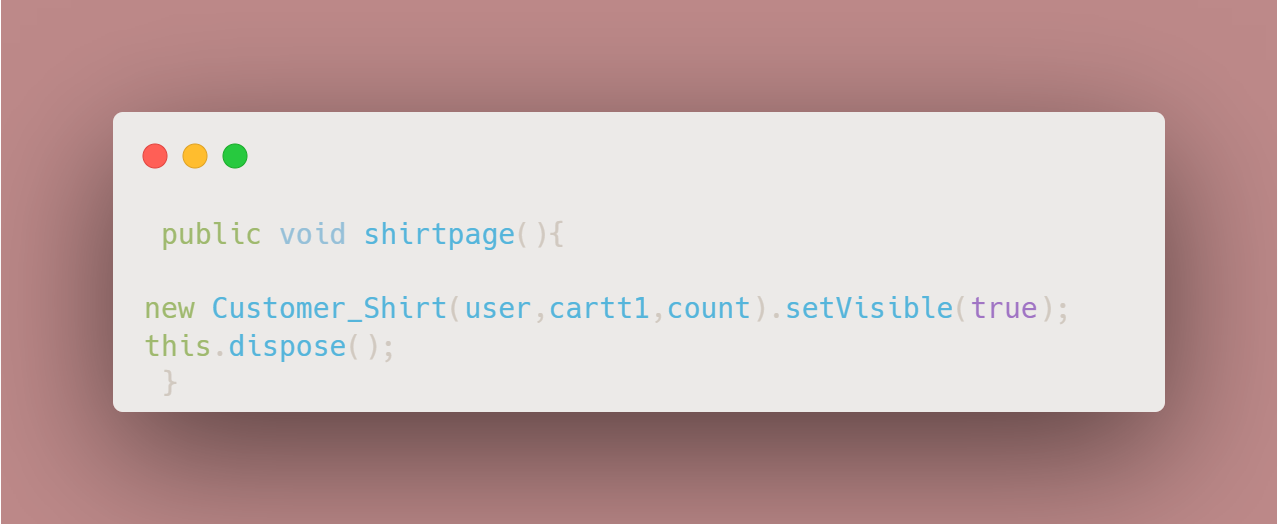 public void shirtpage(){
new Customer_Shirt(user,cartt1,count).setVisible(true);
this.dispose();
}